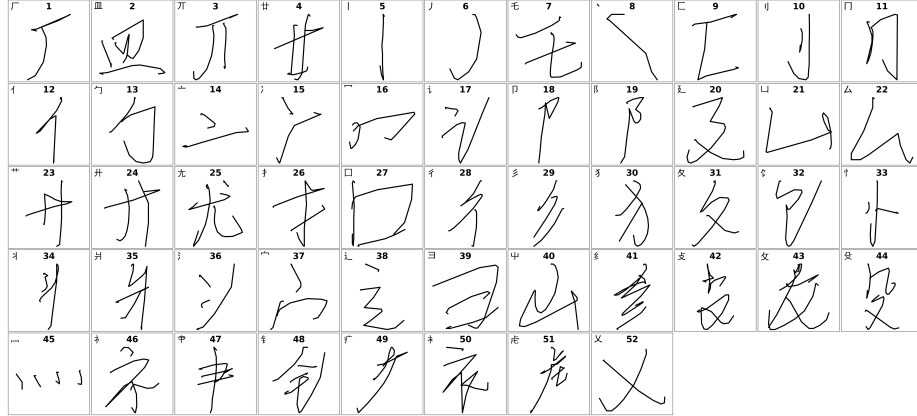 厂 1 皿 2 丌 3 廿 4 丨 5 丿 6 乇 7 丶 8 匚 9 刂 10 冂 11
亻 12 勹 13 亠 14 冫 15 冖 16 讠 17 卩 18 阝 19 廴 20 凵 21 厶 22
艹 23 廾 24 尤 25 扌 26 囗 27 彳 28 彡 29 犭 30 夂 31 饣 32 忄 33
丬 34 爿 35 氵 36 宀 37 辶 38 彐 39 屮 40 糹 41 攴 42 攵 43 殳 44
灬 45 礻 46 肀 47 钅 48 疒 49 衤 50 虍 51 乂 52